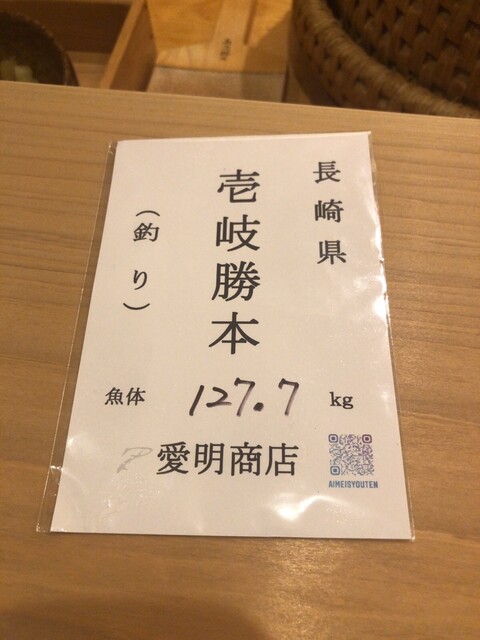 長崎県
壱岐勝本
（釣り）
魚体 127.7 kg
愛明商店
AIMEISYOUTEN